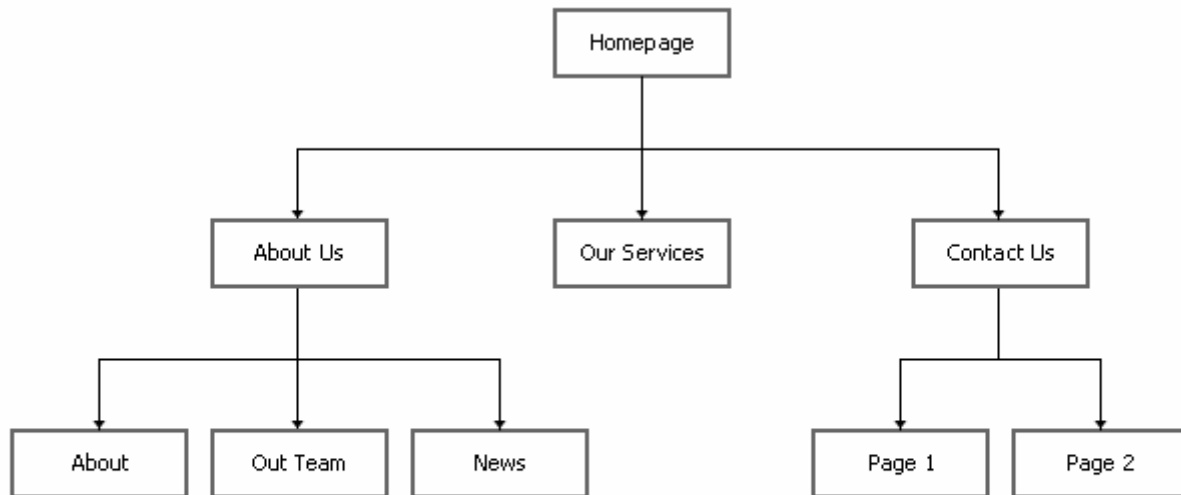 Homepage
About Us
Our Services
Contact Us
About
Out Team
News
Page 1
Page 2